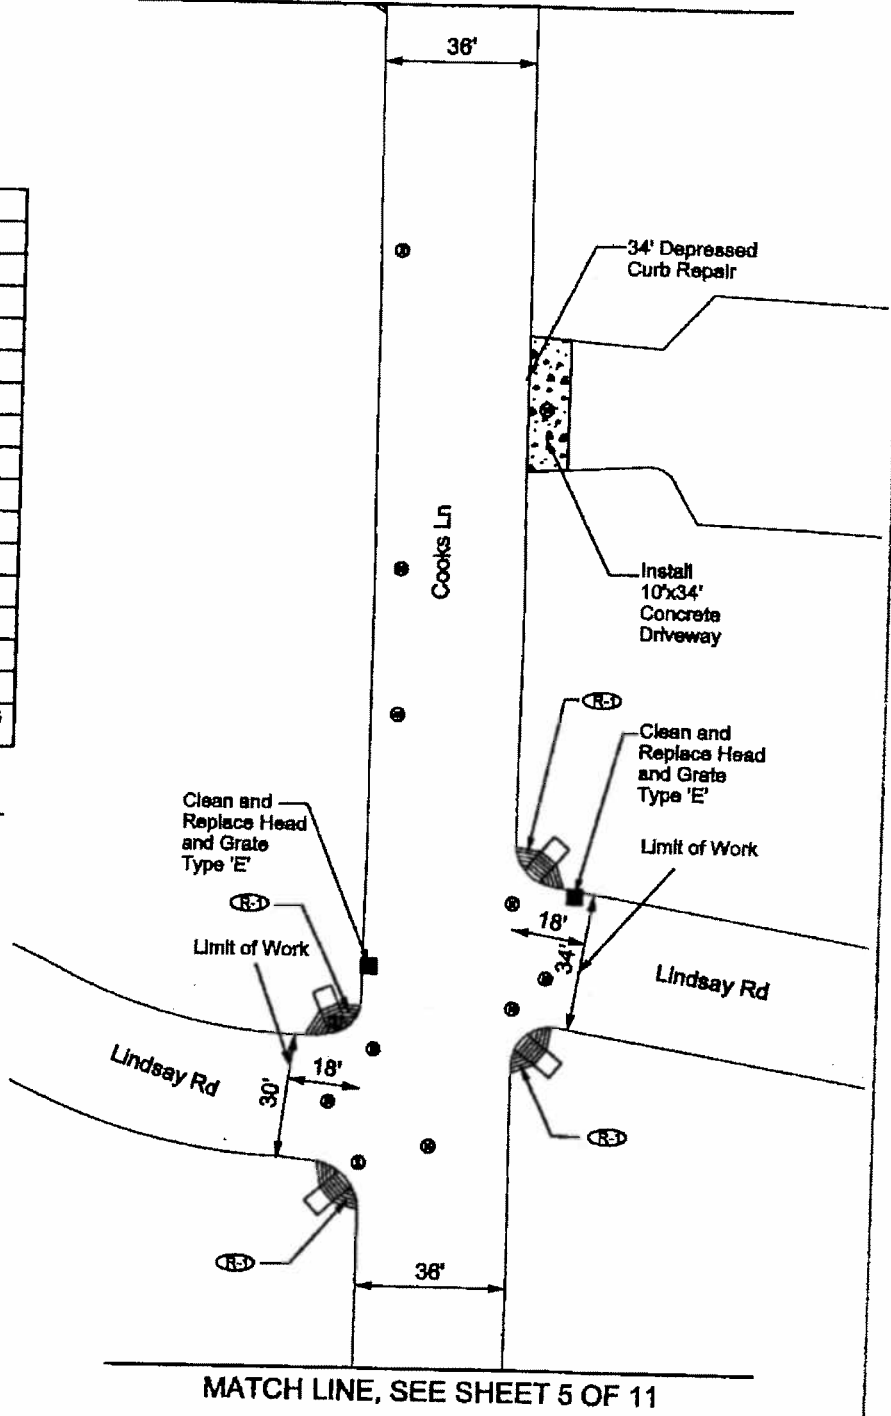 36'
34' Depressed
Curb Repair
Cooks Ln
Install
10'x34'
Concrete
Driveway
R-1
Clean and
Replace Head
and Grate
Type 'E'
Clean and
Replace Head
and Grate
Type 'E'
Limit of Work
R-1
18'
34'
Limit of Work
Lindsay Rd
Lindsay Rd
18'
30'
R-1
R-1
36'
MATCH LINE, SEE SHEET 5 OF 11